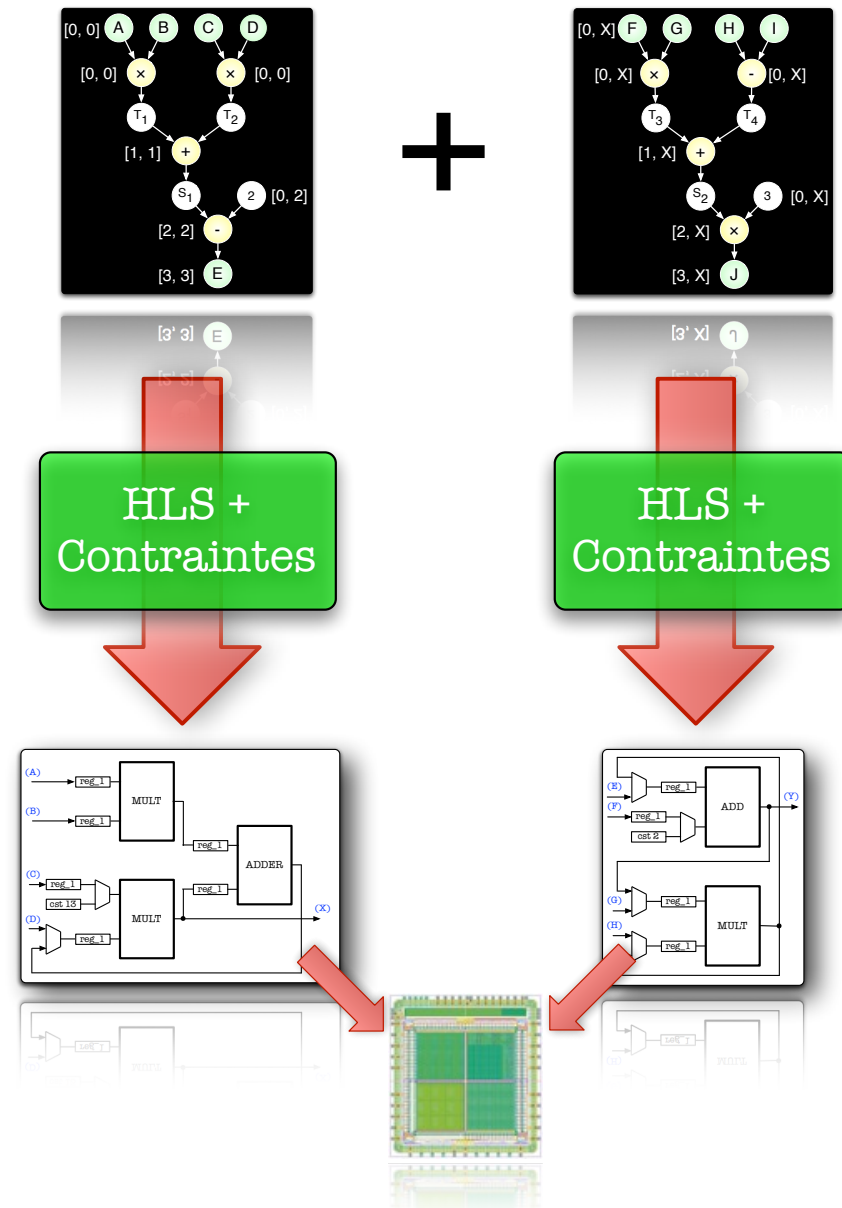 [0, 0] A B C D
[0, 0] × × [0, 0]
T1 T2
[1, 1] +
S1 2 [0, 2]
[2, 2] -
[3, 3] E
+
[0, X] F G H I
[0, X] × - [0, X]
T3 T4
[1, X] +
S2 3 [0, X]
[2, X] ×
[3, X] J
HLS +
Contraintes
HLS +
Contraintes
(A)
reg_1
MULT
(B)
reg_1
reg_1
ADDER
(C)
reg_1
reg_1
cst 13
MULT
(X)
(D)
reg_1
(E)
reg_1
ADD
(Y)
(F)
reg_1
cst 2
(G)
reg_1
MULT
(H)
reg_1